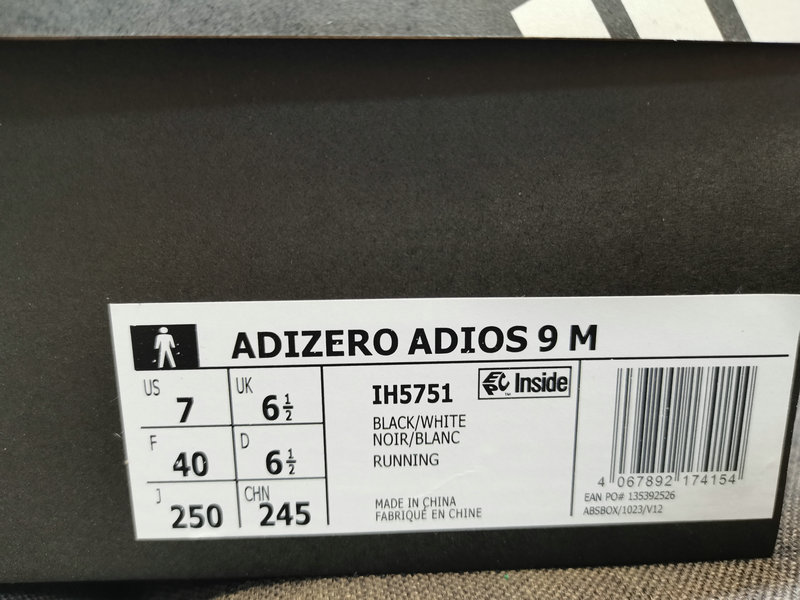 ADIZERO ADIOS 9 M
US 7 UK 6 1/2
F 40 D 6 1/2
J 250 CHN 245
IH5751 Inside
BLACK/WHITE
NOIR/BLANC
RUNNING
MADE IN CHINA
FABRIQUÉ EN CHINE
4 067892 174154
EAN PO# 135392526
ABSBOX/1023/V12